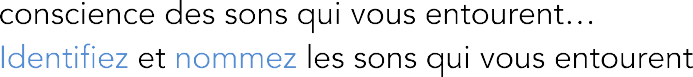 conscience des sons qui vous entourent…
Identifiez et nommez les sons qui vous entourent